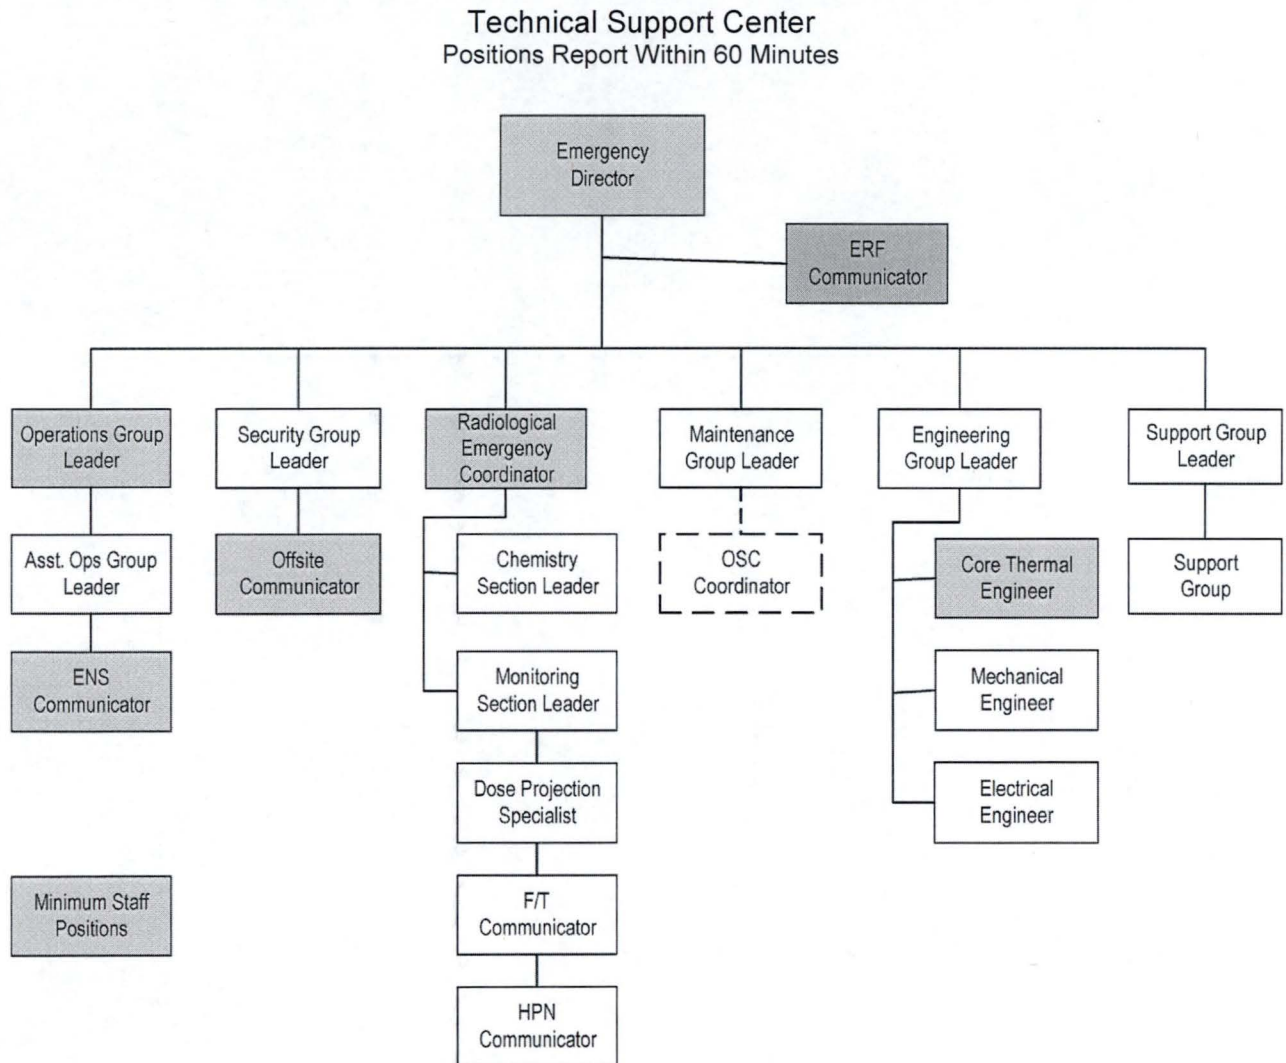 Technical Support Center
Positions Report Within 60 Minutes
Emergency
Director
ERF
Communicator
Operations Group
Leader
Security Group
Leader
Radiological
Emergency
Coordinator
Maintenance
Group Leader
Engineering
Group Leader
Support Group
Leader
Asst. Ops Group
Leader
Offsite
Communicator
Chemistry
Section Leader
OSC
Coordinator
Core Thermal
Engineer
Support
Group
ENS
Communicator
Monitoring
Section Leader
Mechanical
Engineer
Dose Projection
Specialist
Electrical
Engineer
Minimum Staff
Positions
F/T
Communicator
HPN
Communicator